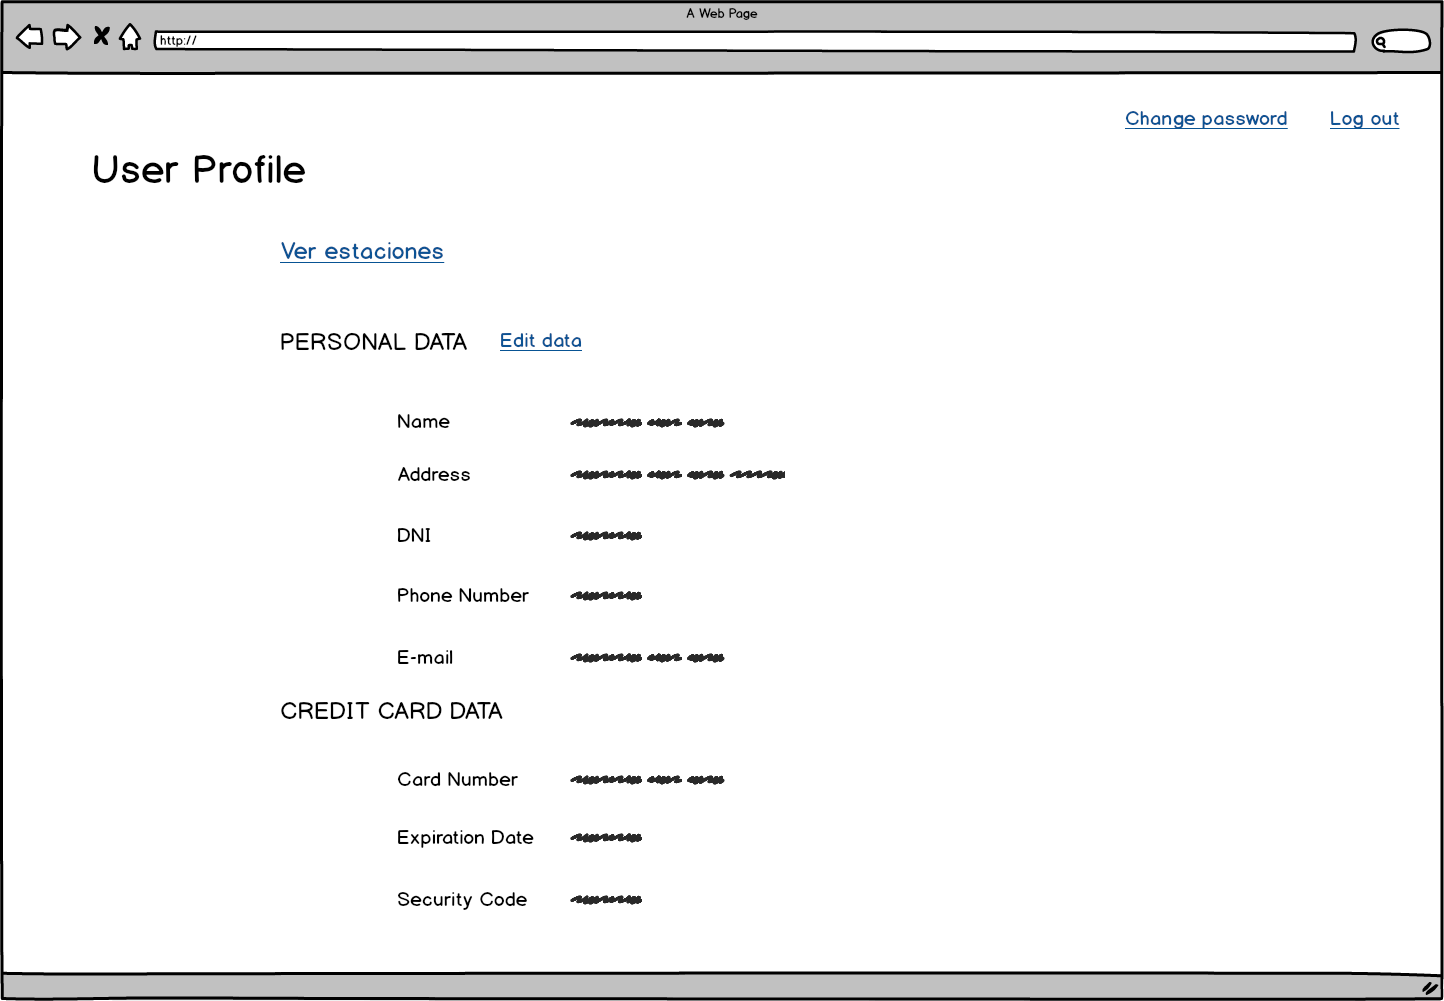 A Web Page
http://
Change password
Log out
User Profile
Ver estaciones
PERSONAL DATA
Edit data
Name
Address
DNI
Phone Number
E-mail
CREDIT CARD DATA
Card Number
Expiration Date
Security Code